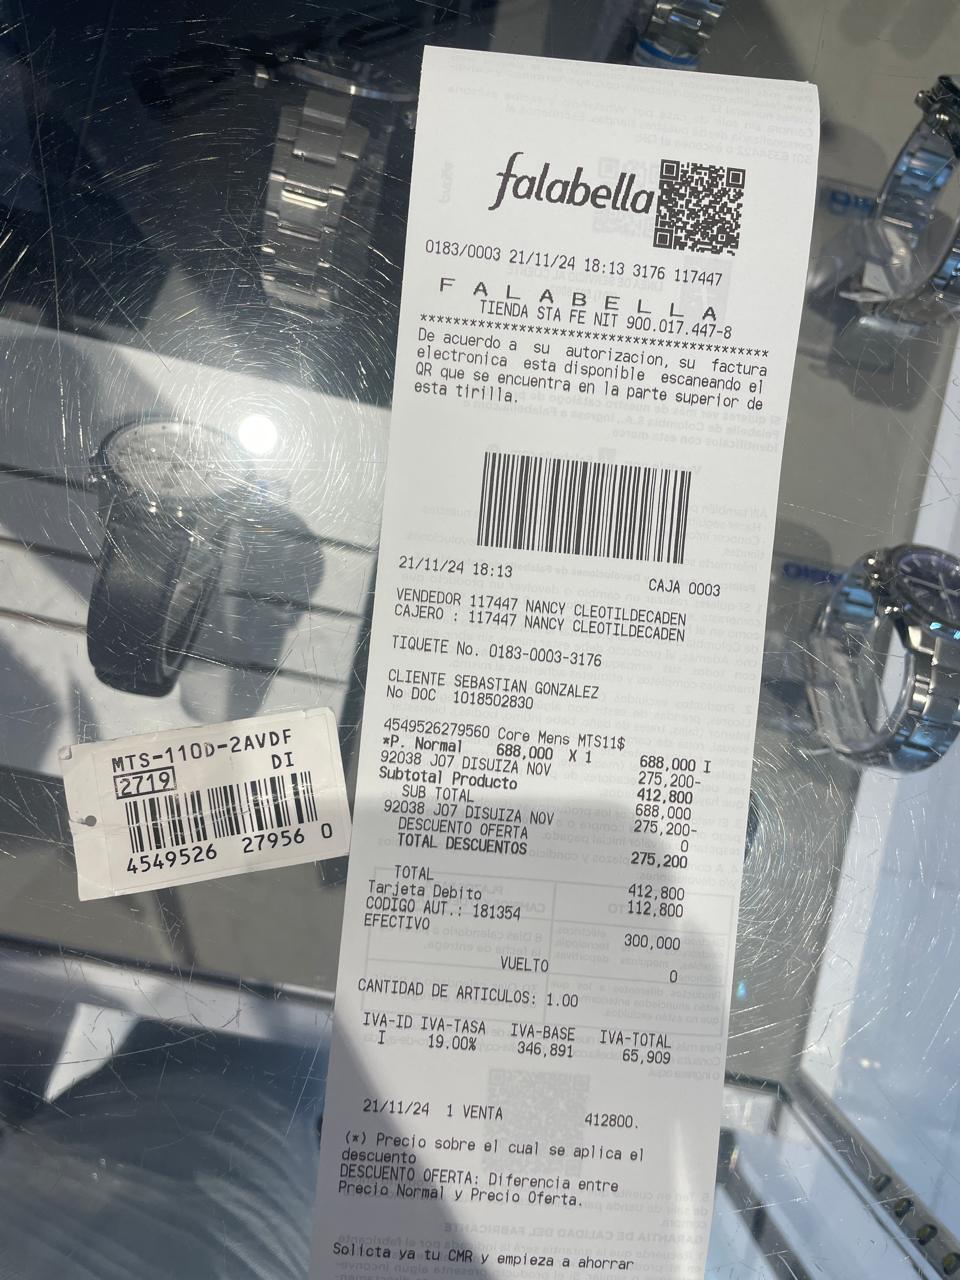 falabella
0183/0003 21/11/24 18:13 3176 117447
F A L A B E L L A
TIENDA STA FE NIT 900.017.447-8
******************************************
De acuerdo a su autorizacion, su factura
electronica esta disponible escaneando el
QR que se encuentra en la parte superior de
esta tirilla.
21/11/24 18:13 CAJA 0003
VENDEDOR 117447 NANCY CLEOTILDECADEN
CAJERO : 117447 NANCY CLEOTILDECADEN
TIQUETE No. 0183-0003-3176
CLIENTE SEBASTIAN GONZALEZ
No DOC 1018502830
4549526279560 Core Mens MTS11$
*P. Normal 688,000 X 1 688,000 I
92038 J07 DISUIZA NOV 275,200-
Subtotal Producto 412,800
SUB TOTAL 688,000
92038 J07 DISUIZA NOV 275,200-
DESCUENTO OFERTA 0
TOTAL DESCUENTOS 275,200
TOTAL 412,800
Tarjeta Debito 112,800
CODIGO AUT.: 181354
EFECTIVO 300,000
VUELTO 0
CANTIDAD DE ARTICULOS: 1.00
IVA-ID IVA-TASA IVA-BASE IVA-TOTAL
I 19.00% 346,891 65,909
21/11/24 1 VENTA 412800.
(*) Precio sobre el cual se aplica el
descuento
DESCUENTO OFERTA: Diferencia entre
Precio Normal y Precio Oferta.
Solicta ya tu CMR y empieza a ahorrar
MTS-110D-2AVDF
2719 DI
4549526 27956 0